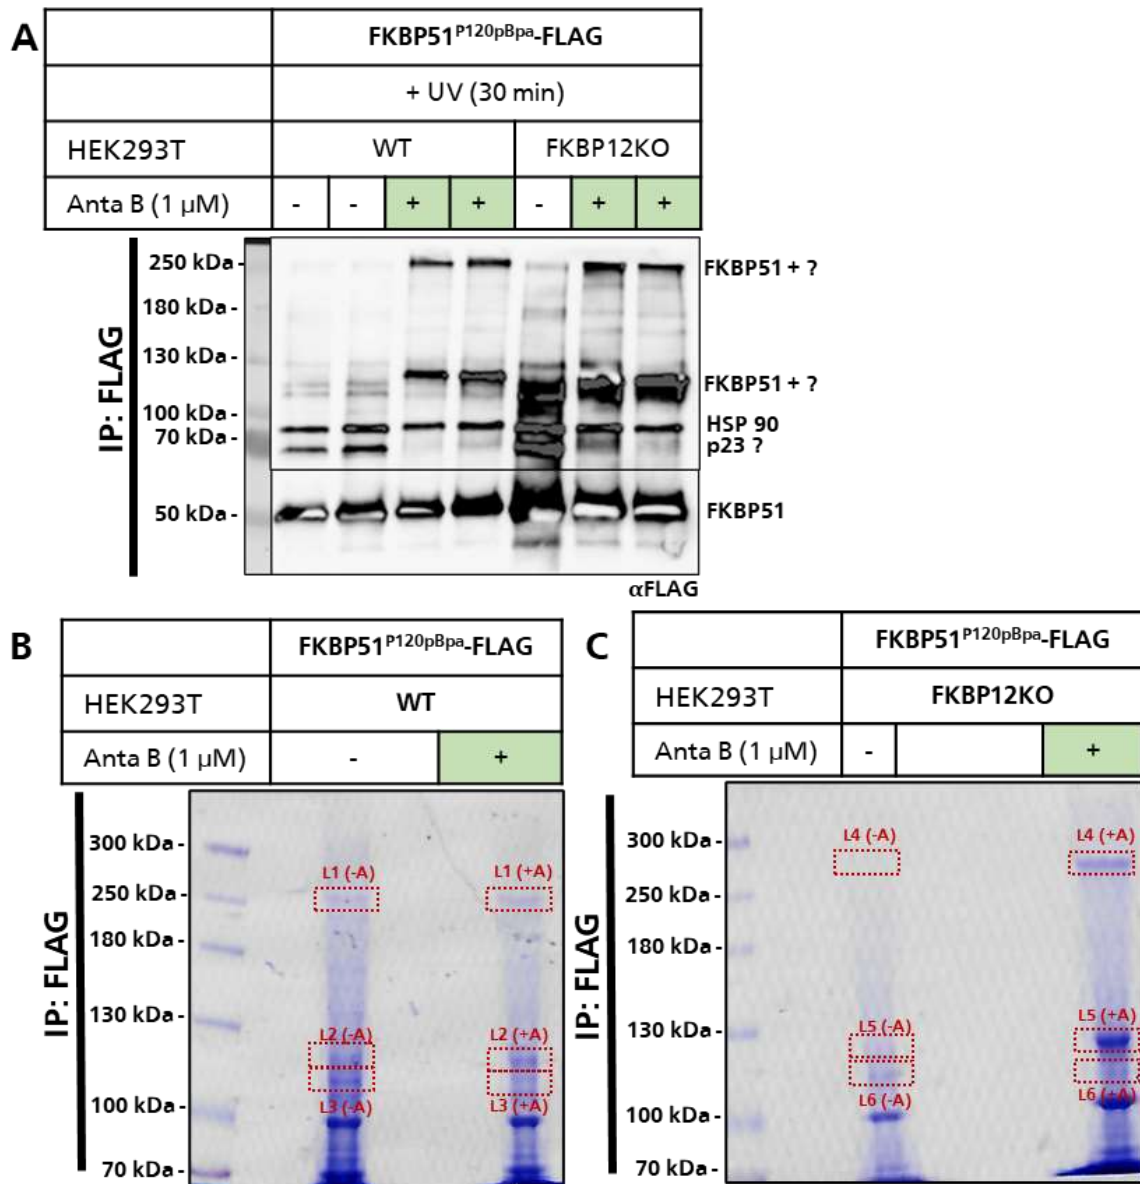 A
FKBP51P120pBpa-FLAG
+ UV (30 min)
HEK293T WT FKBP12KO
Anta B (1 µM) - - + + - + +
IP: FLAG
250 kDa-
180 kDa-
130 kDa-
100 kDa-
70 kDa-
50 kDa-
FKBP51 + ?
FKBP51 + ?
HSP 90
p23 ?
FKBP51
αFLAG
B
FKBP51P120pBpa-FLAG
HEK293T WT
Anta B (1 µM) - +
IP: FLAG
300 kDa-
250 kDa-
180 kDa-
130 kDa-
100 kDa-
70 kDa-
L1 (-A) L1 (+A)
L2 (-A) L2 (+A)
L3 (-A) L3 (+A)
C
FKBP51P120pBpa-FLAG
HEK293T FKBP12KO
Anta B (1 µM) - +
IP: FLAG
300 kDa-
250 kDa-
180 kDa-
130 kDa-
100 kDa-
70 kDa-
L4 (-A) L4 (+A)
L5 (-A) L5 (+A)
L6 (-A) L6 (+A)